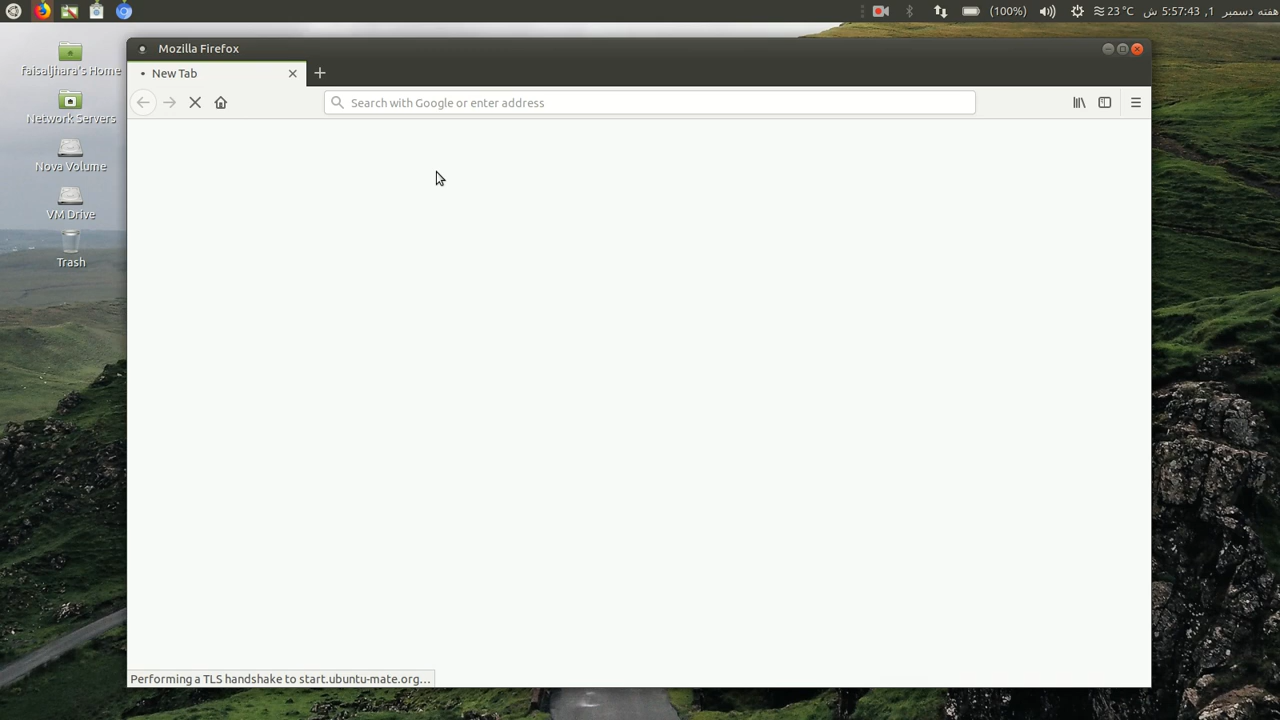 (100%)
23 °C
هفته دسمبر 1, 5:57:43 ش
Mozilla Firefox
New Tab
Search with Google or enter address
faisaljhara's Home
Network Servers
Nova Volume
VM Drive
Trash
Performing a TLS handshake to start.ubuntu-mate.org…